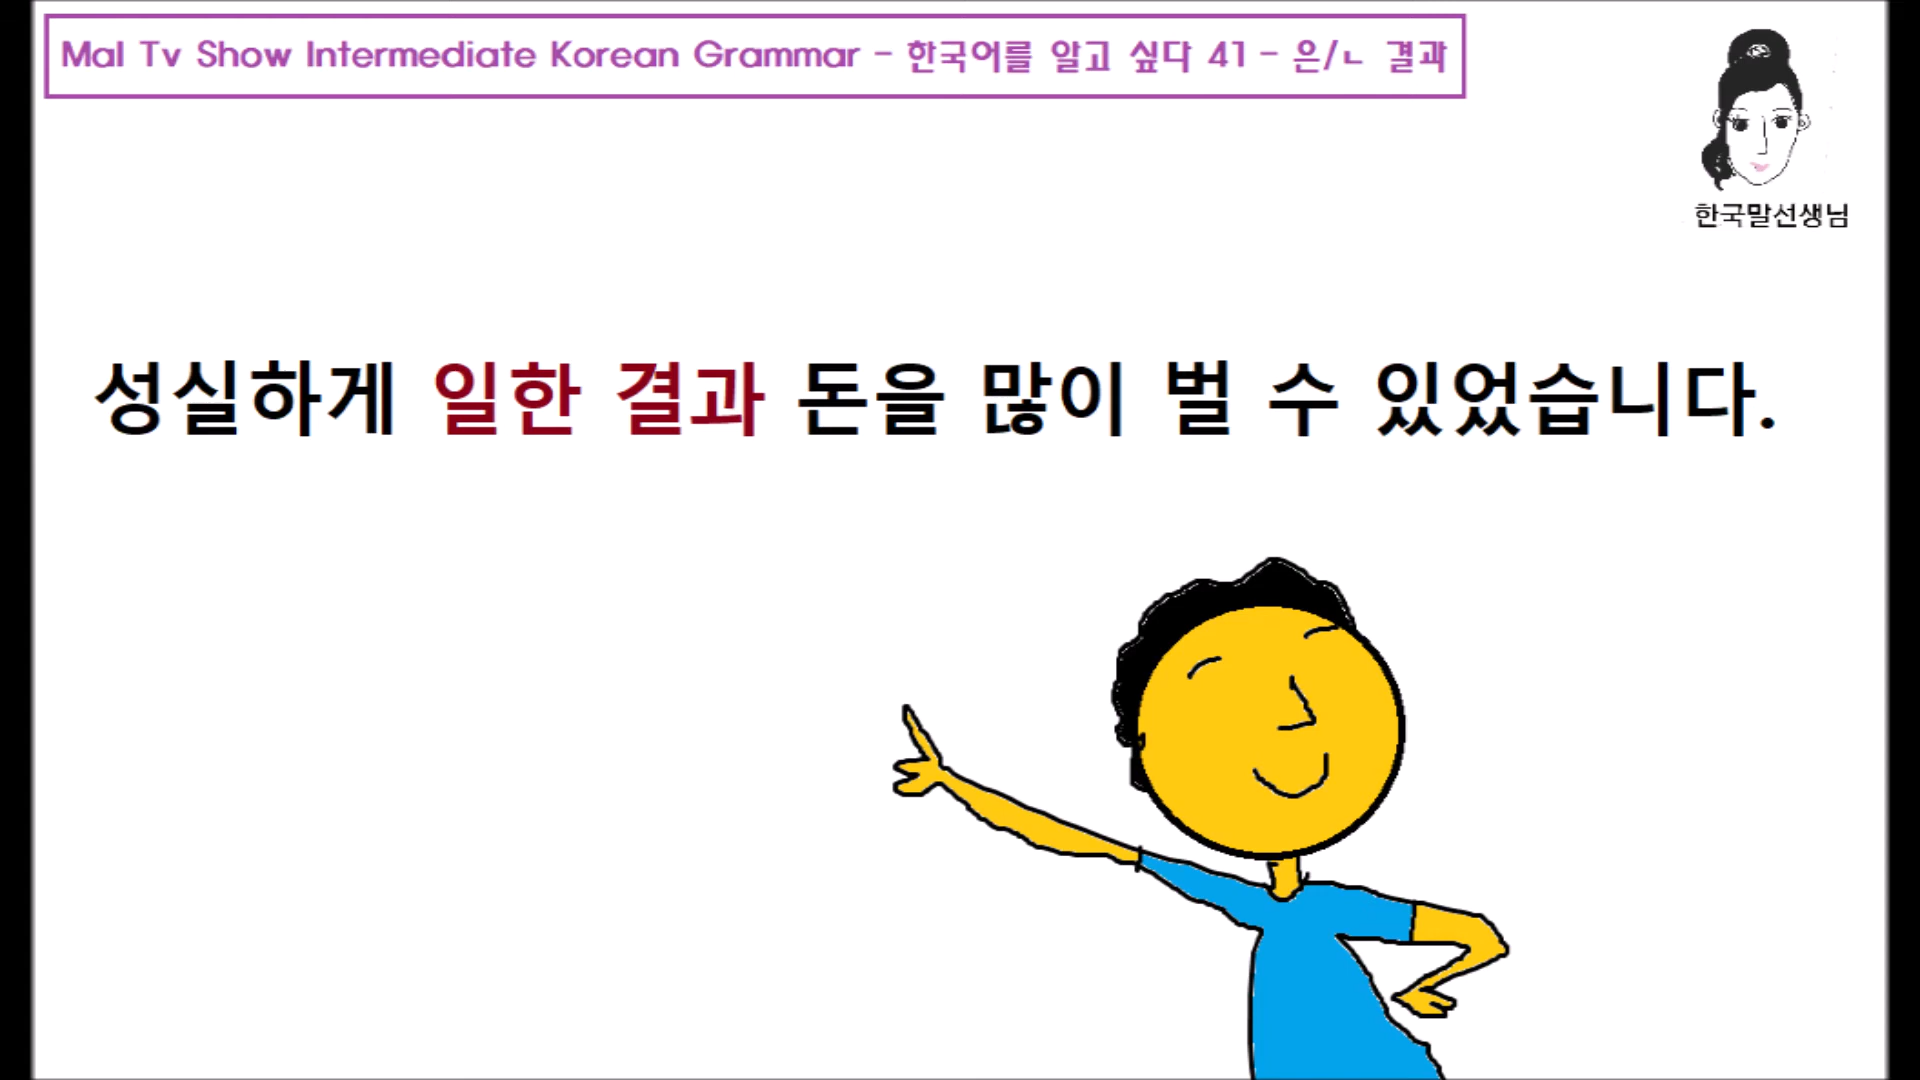 Mal Tv Show Intermediate Korean Grammar - 한국어를 알고 싶다 41 - 은/ㄴ 결과
한국말선생님
성실하게 일한 결과 돈을 많이 벌 수 있었습니다.